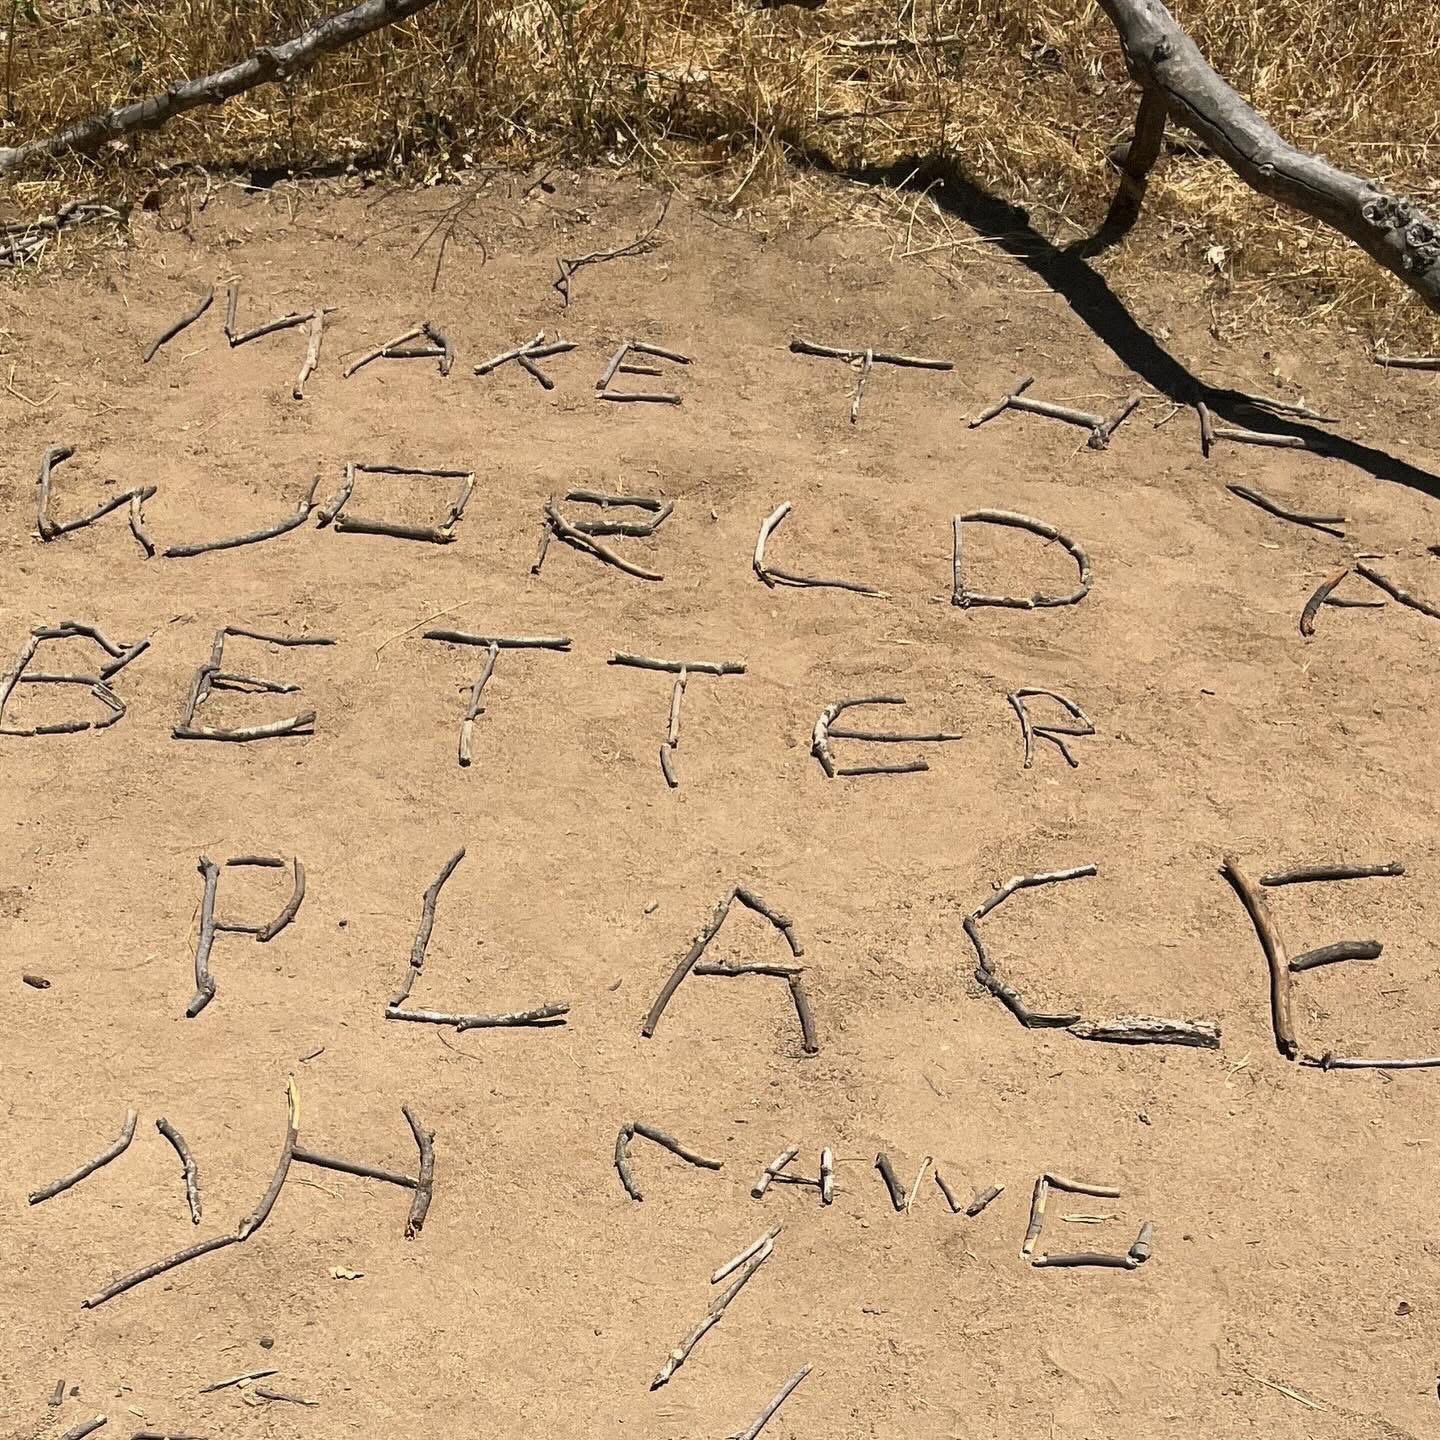 MAKE TH
WORLD A
BETTER
PLACE